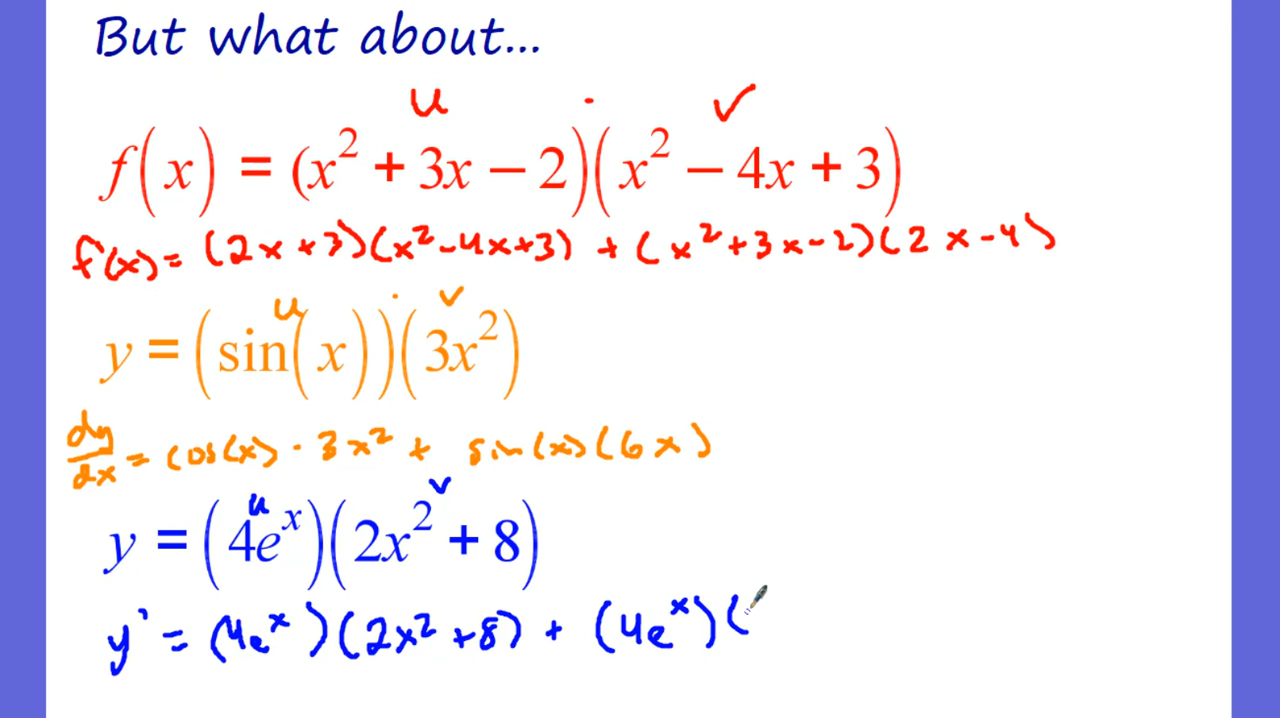 But what about...
u · v
f(x) = (x² + 3x − 2)(x² − 4x + 3)
f'(x) = (2x+3)(x²-4x+3) + (x²+3x-2)(2x-4)
u · v
y = (sin(x))(3x²)
dy/dx = cos(x) · 3x² + sin(x)(6x)
u v
y = (4eˣ)(2x² + 8)
y' = (4eˣ)(2x²+8) + (4eˣ)(